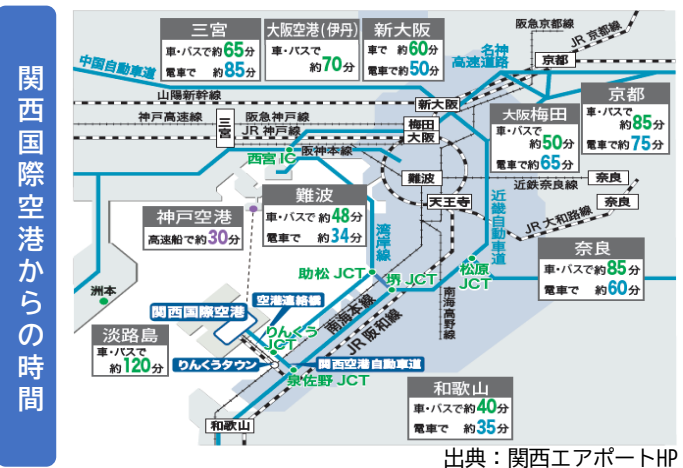 関西国際空港からの時間
三宮
車・バスで約65分
電車で 約85分
大阪空港(伊丹)
車・バスで
約70分
新大阪
車で 約60分
電車で約50分
阪急京都線
JR 京都線
名神
高速道路
京都
中国自動車道
山陽新幹線
新大阪
神戸高速線
阪急神戸線
三宮
JR 神戸線
梅田
大阪
阪神本線
西宮 IC
大阪梅田
車・バスで
約50分
電車で約65分
京都
車・バスで
約85分
電車で約75分
難波
近鉄奈良線
奈良
奈良
天王寺
JR 大和路線
神戸空港
高速船で約30分
難波
車・バスで約48分
電車で 約34分
湾岸線
近畿自動車道
奈良
車・バスで約85分
電車で 約60分
助松 JCT
堺 JCT
松原
JCT
洲本
関西国際空港
空港連絡橋
南海本線
JR 阪和線
南海高野線
淡路島
車・バスで
約120分
りんくう
JCT
りんくうタウン
関西空港自動車道
泉佐野 JCT
和歌山
和歌山
車・バスで約40分
電車で 約35分
出典：関西エアポートHP